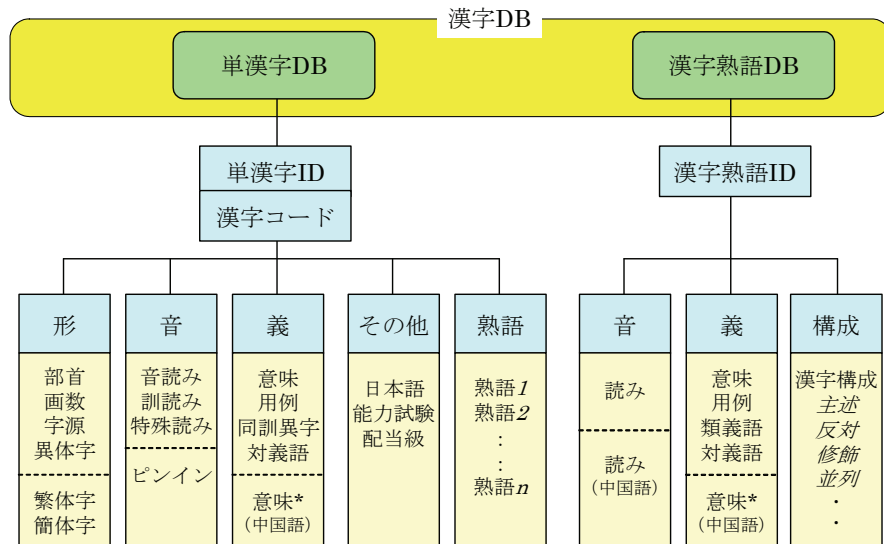 漢字DB
単漢字DB
漢字熟語DB
単漢字ID
漢字コード
漢字熟語ID
形
部首
画数
字源
異体字
繁体字
簡体字
音
音読み
訓読み
特殊読み
ピンイン
義
意味
用例
同訓異字
対義語
意味*
(中国語)
その他
日本語
能力試験
配当級
熟語
熟語1
熟語2
:
:
熟語n
音
読み
読み
(中国語)
義
意味
用例
類義語
対義語
意味*
(中国語)
構成
漢字構成
主述
反対
修飾
並列
・
・